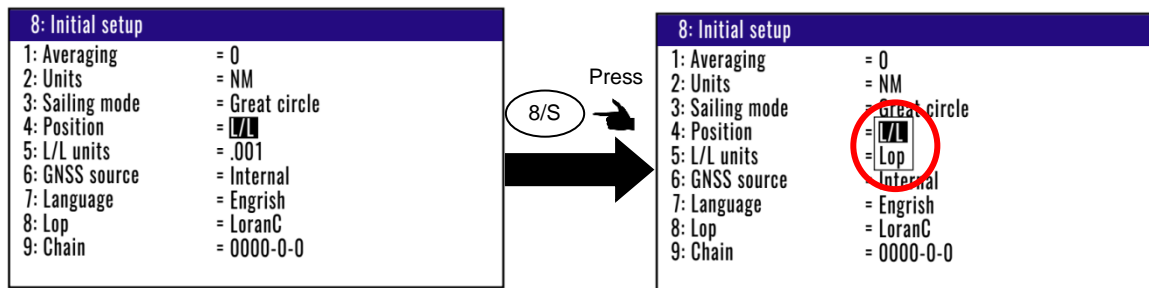 8: Initial setup
1: Averaging = 0
2: Units = NM
3: Sailing mode = Great circle
4: Position = L/L
5: L/L units = .001
6: GNSS source = Internal
7: Language = Engrish
8: Lop = LoranC
9: Chain = 0000-0-0
Press
8/S
8: Initial setup
1: Averaging = 0
2: Units = NM
3: Sailing mode = Great circle
4: Position = L/L
5: L/L units = Lop
6: GNSS source = Internal
7: Language = Engrish
8: Lop = LoranC
9: Chain = 0000-0-0